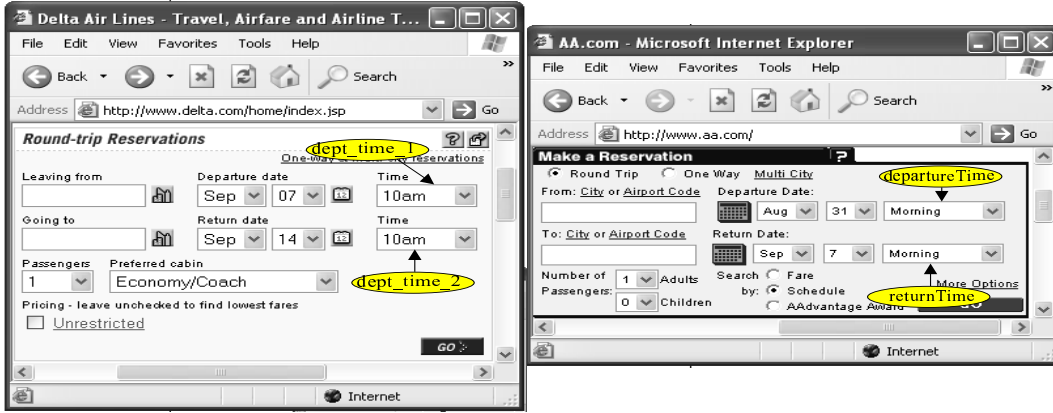 Delta Air Lines - Travel, Airfare and Airline T...
File Edit View Favorites Tools Help
Back Search »
Address http://www.delta.com/home/index.jsp Go
Round-trip Reservations ?
dept_time_1
reservations
Leaving from Departure date Time
Sep 07 12 10am
Going to Return date Time
Sep 14 12 10am
Passengers Preferred cabin
1 Economy/Coach
dept_time_2
Pricing - leave unchecked to find lowest fares
Unrestricted
GO
Internet
AA.com - Microsoft Internet Explorer
File Edit View Favorites Tools Help
Back Search »
Address http://www.aa.com/ Go
Make a Reservation ?
Round Trip One Way Multi City
departureTime
From: City or Airport Code Departure Date:
Aug 31 Morning
To: City or Airport Code Return Date:
Sep 7 Morning
Number of Passengers: 1 Adults Search by: Fare
Schedule More Options
0 Children AAdvantage Award
returnTime
Internet